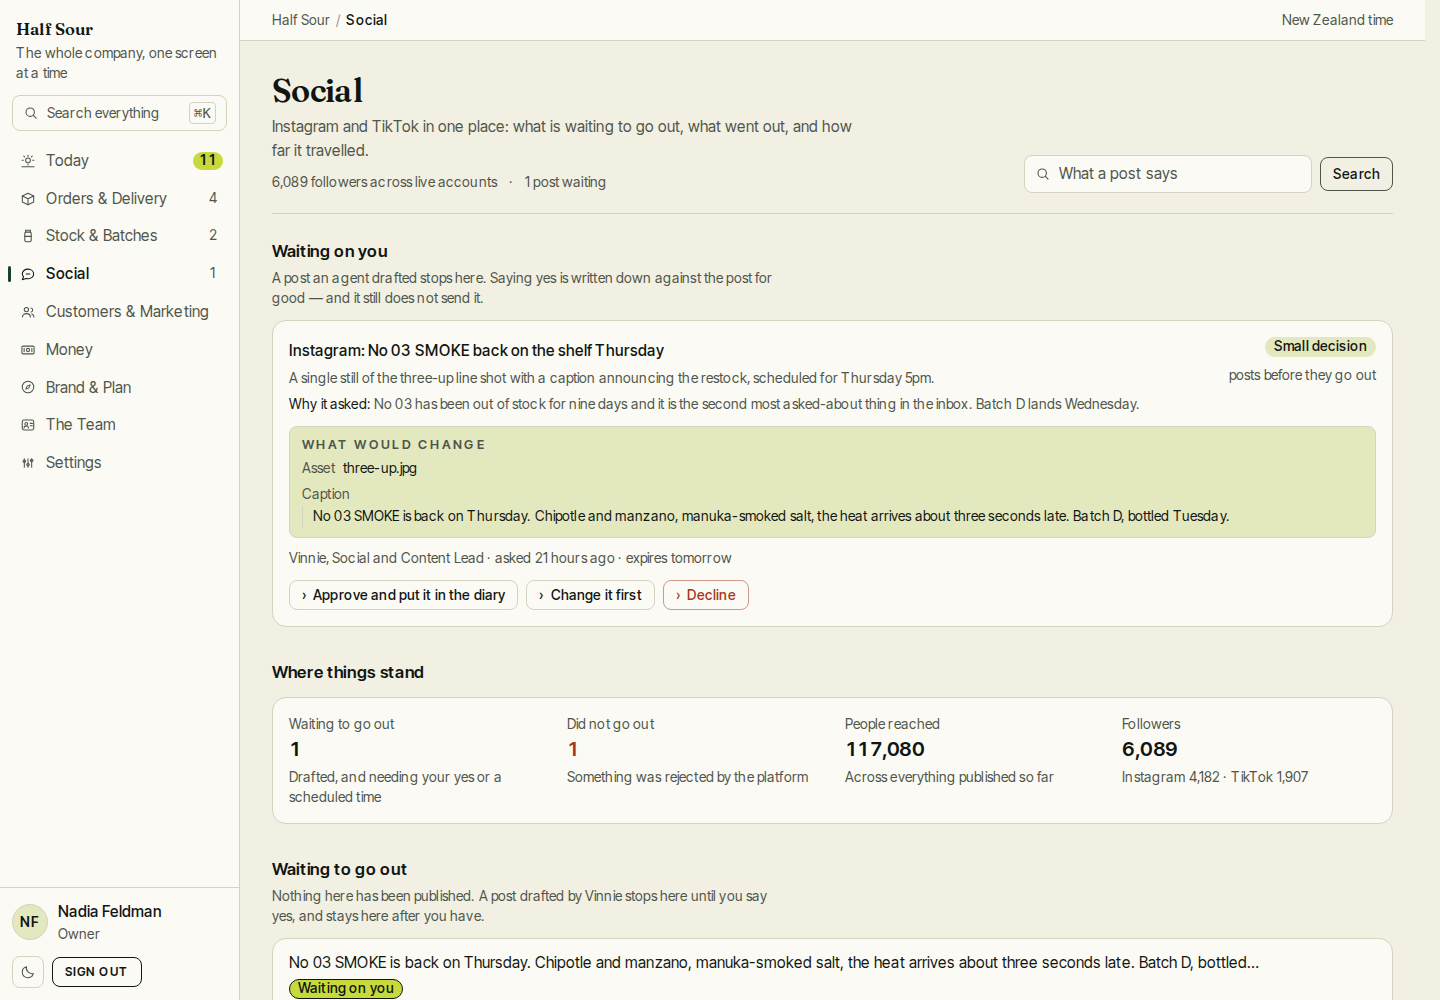 Half Sour
The whole company, one screen
at a time
Search everything
⌘K
Today
11
Orders & Delivery
4
Stock & Batches
2
Social
1
Customers & Marketing
Money
Brand & Plan
The Team
Settings
NF
Nadia Feldman
Owner
SIGN OUT
Half Sour / Social
New Zealand time
Social
Instagram and TikTok in one place: what is waiting to go out, what went out, and how
far it travelled.
6,089 followers across live accounts · 1 post waiting
What a post says
Search
Waiting on you
A post an agent drafted stops here. Saying yes is written down against the post for
good — and it still does not send it.
Instagram: No 03 SMOKE back on the shelf Thursday
Small decision
A single still of the three-up line shot with a caption announcing the restock, scheduled for Thursday 5pm.
posts before they go out
Why it asked: No 03 has been out of stock for nine days and it is the second most asked-about thing in the inbox. Batch D lands Wednesday.
WHAT WOULD CHANGE
Asset three-up.jpg
Caption
No 03 SMOKE is back on Thursday. Chipotle and manzano, manuka-smoked salt, the heat arrives about three seconds late. Batch D, bottled Tuesday.
Vinnie, Social and Content Lead · asked 21 hours ago · expires tomorrow
› Approve and put it in the diary
› Change it first
› Decline
Where things stand
Waiting to go out
1
Drafted, and needing your yes or a
scheduled time
Did not go out
1
Something was rejected by the platform
People reached
117,080
Across everything published so far
Followers
6,089
Instagram 4,182 · TikTok 1,907
Waiting to go out
Nothing here has been published. A post drafted by Vinnie stops here until you say
yes, and stays here after you have.
No 03 SMOKE is back on Thursday. Chipotle and manzano, manuka-smoked salt, the heat arrives about three seconds late. Batch D, bottled…
Waiting on you